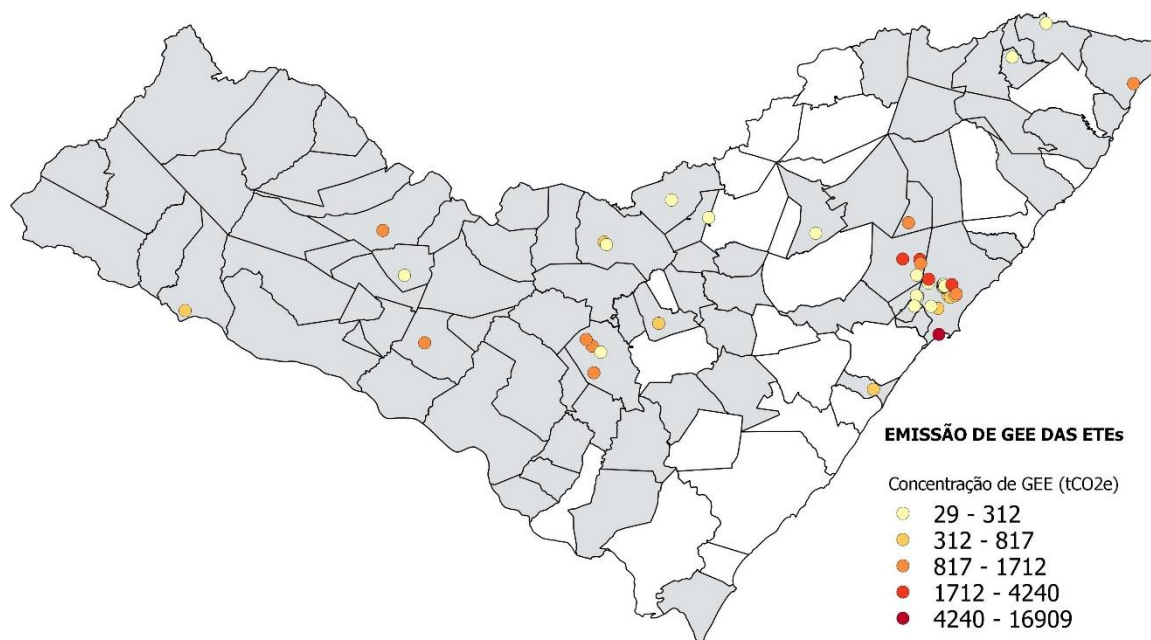 EMISSÃO DE GEE DAS ETEs
Concentração de GEE (tCO2e)
29 - 312
312 - 817
817 - 1712
1712 - 4240
4240 - 16909